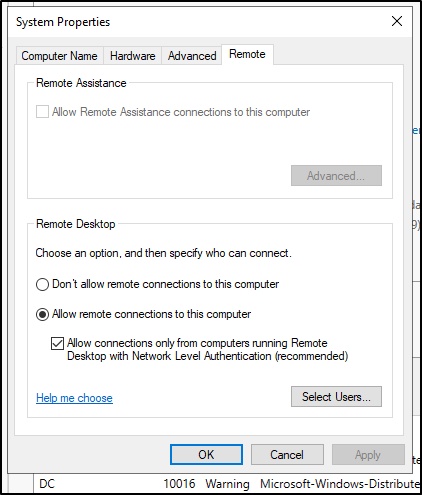 System Properties
Computer Name Hardware Advanced Remote
Remote Assistance
Allow Remote Assistance connections to this computer
Advanced...
Remote Desktop
Choose an option, and then specify who can connect.
Don't allow remote connections to this computer
Allow remote connections to this computer
Allow connections only from computers running Remote
Desktop with Network Level Authentication (recommended)
Help me choose
Select Users...
OK Cancel Apply
DC 10016 Warning Microsoft-Windows-Distribute